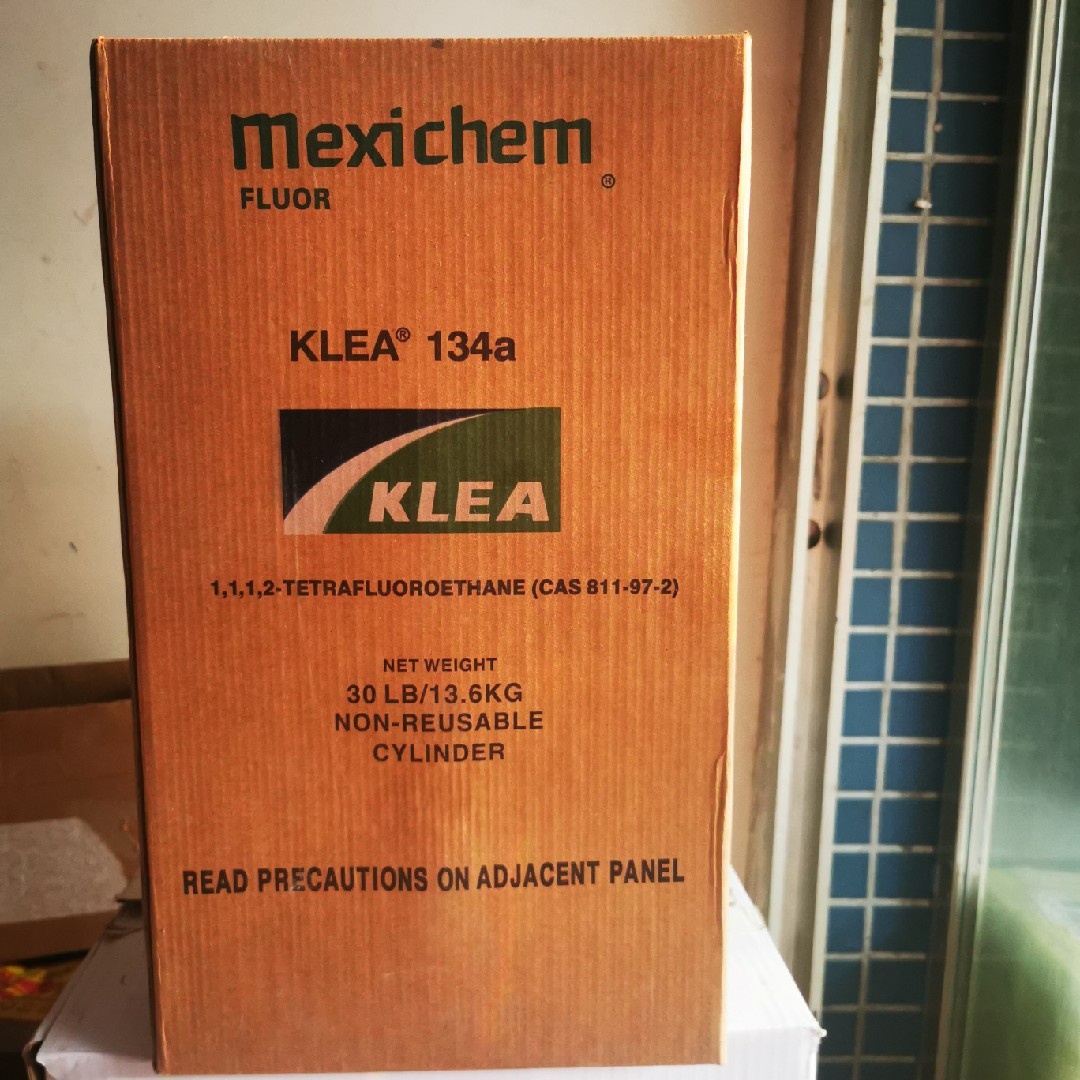 mexichem
®
FLUOR
KLEA® 134a
KLEA
1,1,1,2-TETRAFLUOROETHANE (CAS 811-97-2)
NET WEIGHT
30 LB/13.6KG
NON-REUSABLE
CYLINDER
READ PRECAUTIONS ON ADJACENT PANEL